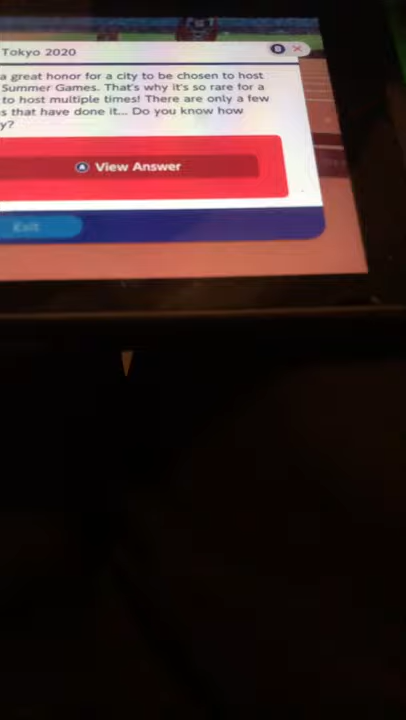 Tokyo 2020
B ×
a great honor for a city to be chosen to host
Summer Games. That's why it's so rare for a
to host multiple times! There are only a few
s that have done it... Do you know how
y?
A View Answer
Exit